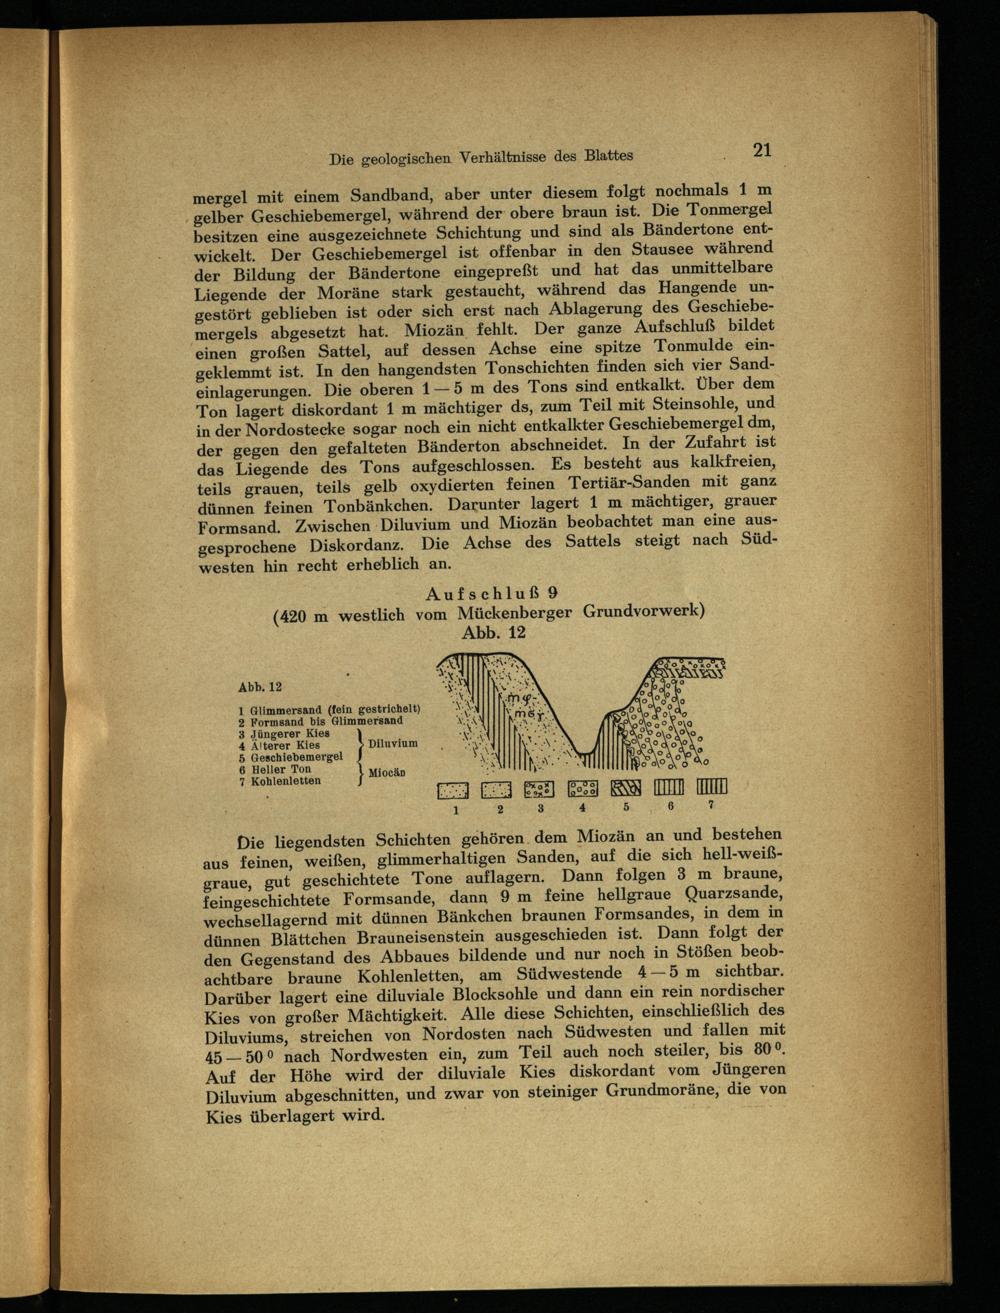 Die geologischen Verhältnisse des Blattes 21
mergel mit einem Sandband, aber unter diesem folgt nochmals 1 m
gelber Geschiebemergel, während der obere braun ist. Die Tonmergel
besitzen eine ausgezeichnete Schichtung und sind als Bändertone ent-
wickelt. Der Geschiebemergel ist offenbar in den Stausee während
der Bildung der Bändertone eingepreßt und hat das unmittelbare
Liegende der Moräne stark gestaucht, während das Hangende un-
gestört geblieben ist oder sich erst nach Ablagerung des Geschiebe-
mergels abgesetzt hat. Miozän fehlt. Der ganze Aufschluß bildet
einen großen Sattel, auf dessen Achse eine spitze Tonmulde ein-
geklemmt ist. In den hangendsten Tonschichten finden sich vier Sand-
einlagerungen. Die oberen 1 — 5 m des Tons sind entkalkt. Über dem
Ton lagert diskordant 1 m mächtiger ds, zum Teil mit Steinsohle, und
in der Nordostecke sogar noch ein nicht entkalkter Geschiebemergel dm,
der gegen den gefalteten Bänderton abschneidet. In der Zufahrt ist
das Liegende des Tons aufgeschlossen. Es besteht aus kalkfreien,
teils grauen, teils gelb oxydierten feinen Tertiär-Sanden mit ganz
dünnen feinen Tonbänkchen. Darunter lagert 1 m mächtiger, grauer
Formsand. Zwischen Diluvium und Miozän beobachtet man eine aus-
gesprochene Diskordanz. Die Achse des Sattels steigt nach Süd-
westen hin recht erheblich an.
Aufschluß 9
(420 m westlich vom Mückenberger Grundvorwerk)
Abb. 12
Abb. 12
1 Glimmersand (fein gestrichelt)
2 Formsand bis Glimmersand
3 Jüngerer Kies
4 Älterer Kies
5 Geschiebemergel
Diluvium
6 Heller Ton
7 Kohlenletten
Miocän
mφ
1 2 3 4 5 6 7
Die liegendsten Schichten gehören dem Miozän an und bestehen
aus feinen, weißen, glimmerhaltigen Sanden, auf die sich hell-weiß-
graue, gut geschichtete Tone auflagern. Dann folgen 3 m braune,
feingeschichtete Formsande, dann 9 m feine hellgraue Quarzsande,
wechsellagernd mit dünnen Bänkchen braunen Formsandes, in dem in
dünnen Blättchen Brauneisenstein ausgeschieden ist. Dann folgt der
den Gegenstand des Abbaues bildende und nur noch in Stößen beob-
achtbare braune Kohlenletten, am Südwestende 4 — 5 m sichtbar.
Darüber lagert eine diluviale Blocksohle und dann ein rein nordischer
Kies von großer Mächtigkeit. Alle diese Schichten, einschließlich des
Diluviums, streichen von Nordosten nach Südwesten und fallen mit
45 — 50⁰ nach Nordwesten ein, zum Teil auch noch steiler, bis 80⁰.
Auf der Höhe wird der diluviale Kies diskordant vom Jüngeren
Diluvium abgeschnitten, und zwar von steiniger Grundmoräne, die von
Kies überlagert wird.